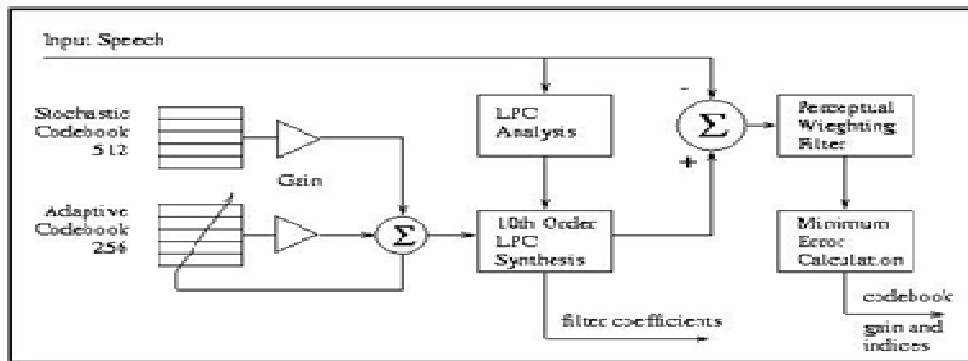 Input Speech
Stochastic
Codebook
512
Gain
Adaptive
Codebook
256
Σ
LPC
Analysis
10th Order
LPC
Synthesis
-
Σ
+
Perceptual
Wieghting
Filter
Minimum
Error
Calculation
filter coefficients
codebook
gain and
indices